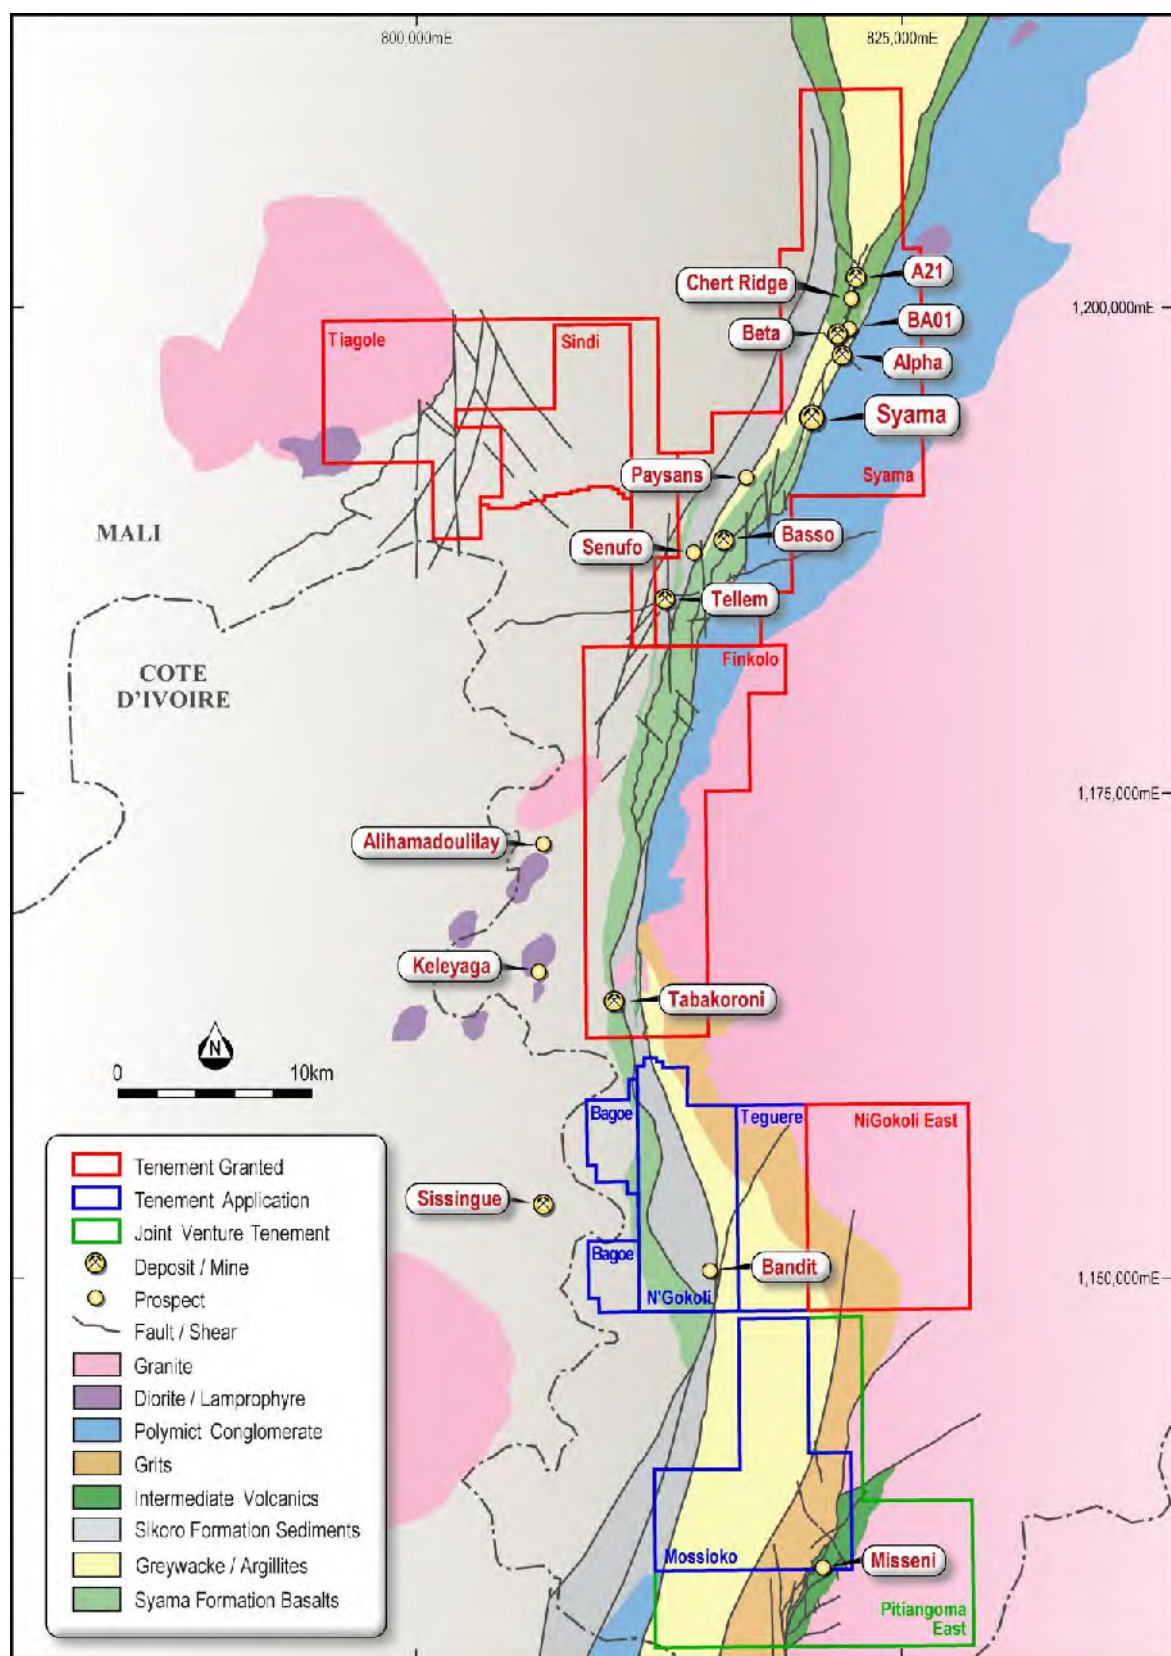 800,000mE
825,000mE
A21
Chert Ridge
1,200,000mE
BA01
Beta
Tiagole
Sindi
Alpha
Syama
Paysans
Syama
MALI
Basso
Senufo
Tellem
Finkolo
COTE
D'IVOIRE
1,175,000mE
Alihamadoulilay
Keleyaga
Tabakoroni
N
0
10km
Bagoe
Teguere
NiGokoli East
Tenement Granted
Tenement Application
Sissingue
Joint Venture Tenement
Bagoe
Deposit / Mine
Bandit
1,150,000mE
Prospect
N'Gokoli
Fault / Shear
Granite
Diorite / Lamprophyre
Polymict Conglomerate
Grits
Intermediate Volcanics
Sikoro Formation Sediments
Greywacke / Argillites
Mossioko
Misseni
Syama Formation Basalts
Pitiangoma
East